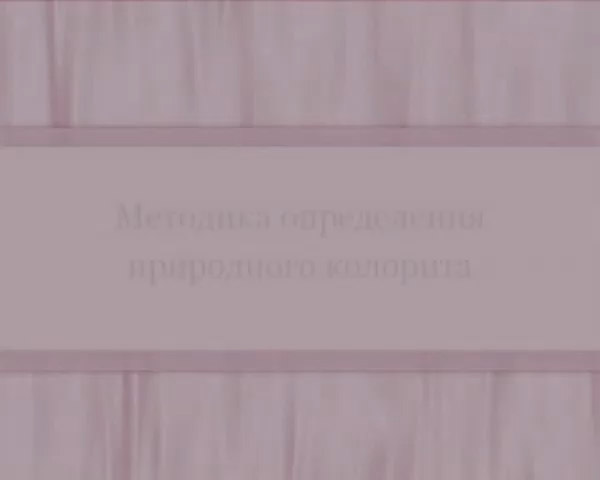 Методика определения
природного колорита